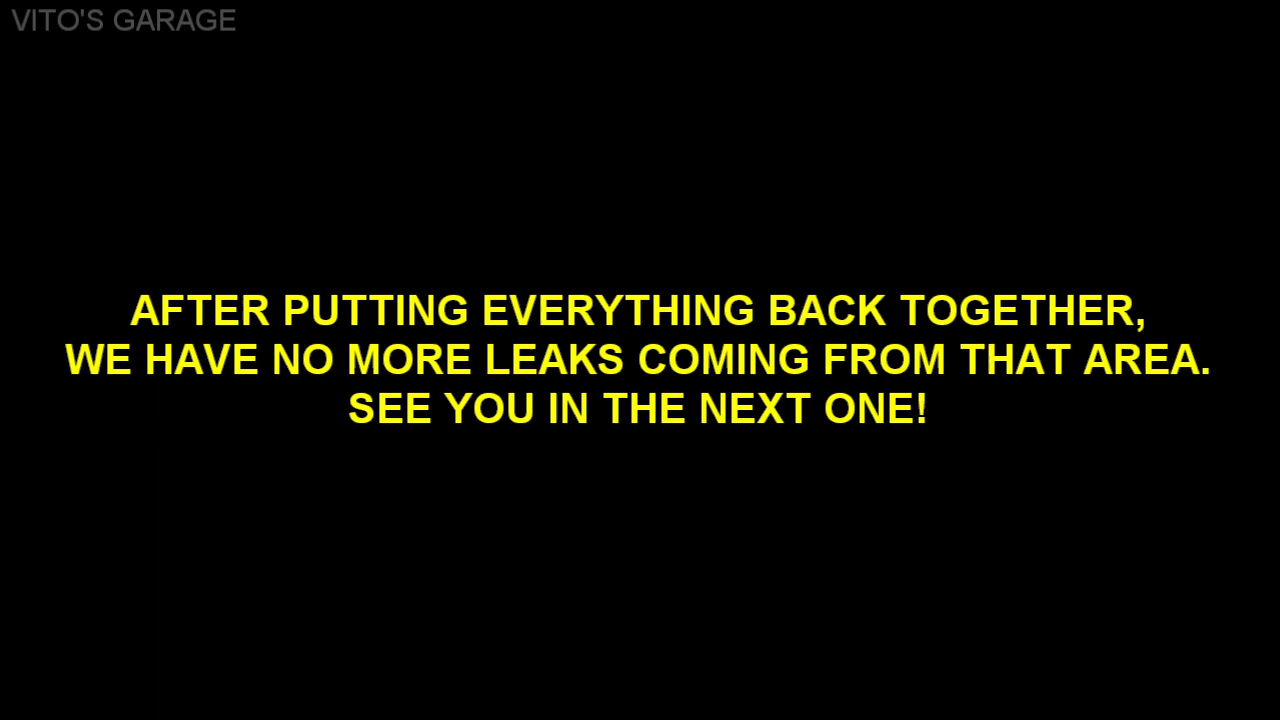 VITO'S GARAGE
AFTER PUTTING EVERYTHING BACK TOGETHER,
WE HAVE NO MORE LEAKS COMING FROM THAT AREA.
SEE YOU IN THE NEXT ONE!